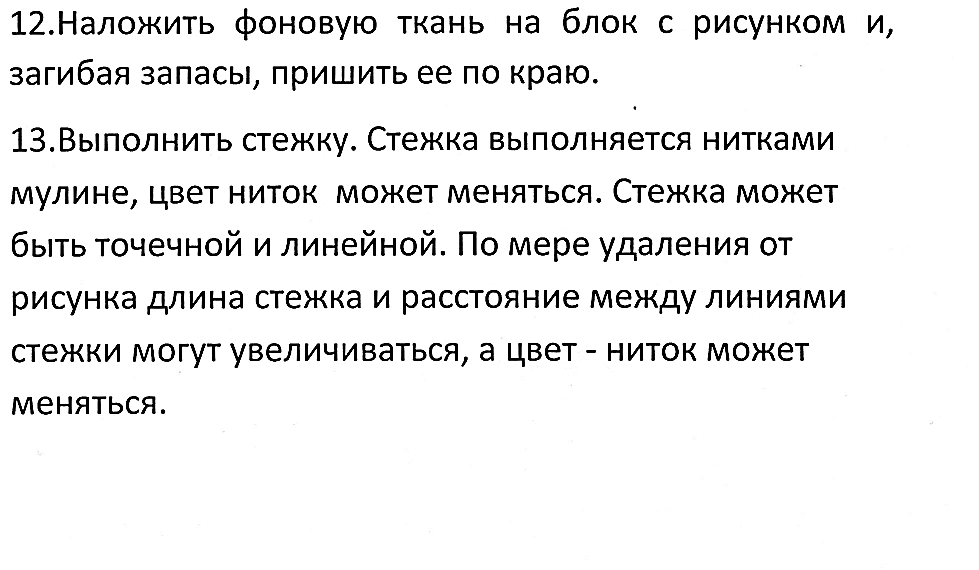 12.Наложить фоновую ткань на блок с рисунком и,
загибая запасы, пришить ее по краю.
13.Выполнить стежку. Стежка выполняется нитками
мулине, цвет ниток может меняться. Стежка может
быть точечной и линейной. По мере удаления от
рисунка длина стежка и расстояние между линиями
стежки могут увеличиваться, а цвет - ниток может
меняться.